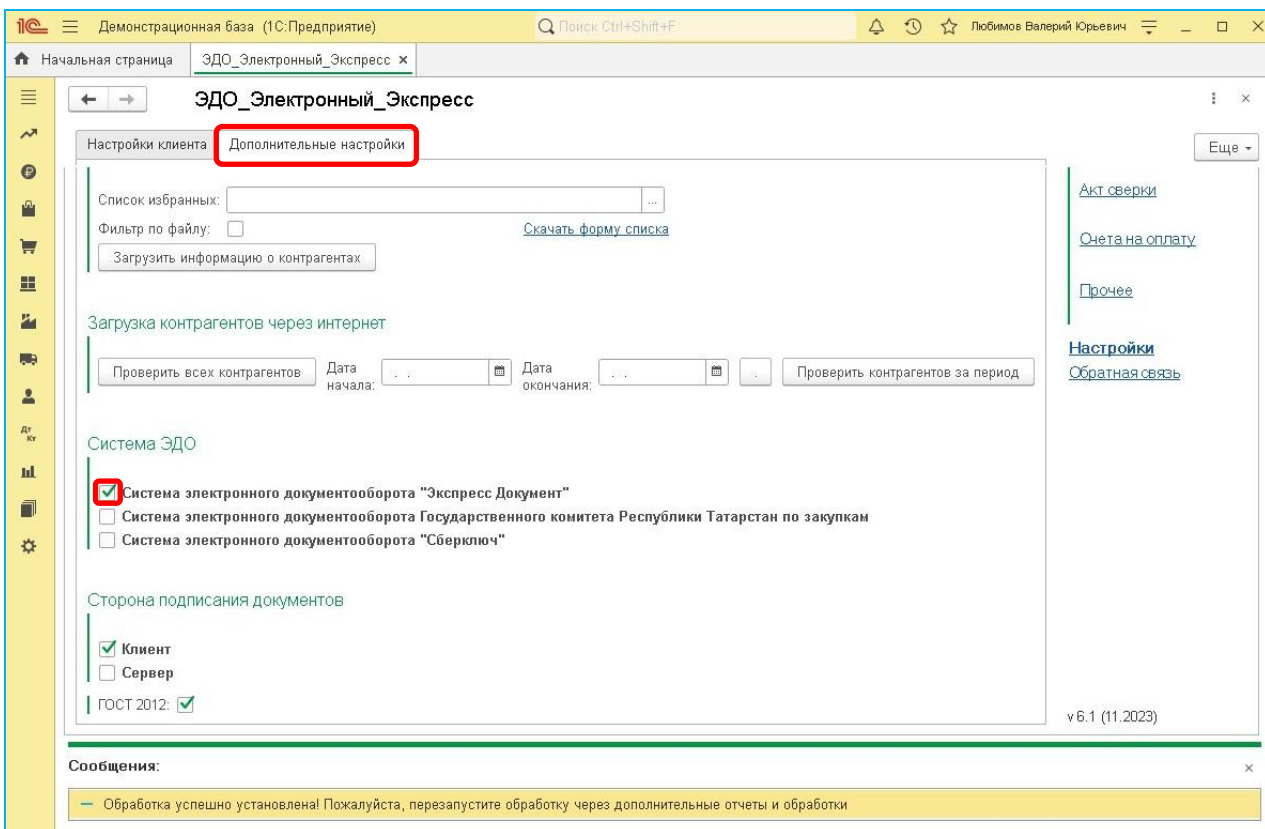 1С Демонстрационная база (1С:Предприятие) Поиск Ctrl+Shift+F Любимов Валерий Юрьевич
Начальная страница ЭДО_Электронный_Экспресс ×
ЭДО_Электронный_Экспресс
Настройки клиента Дополнительные настройки Еще
Список избранных: ...
Фильтр по файлу: Скачать форму списка
Загрузить информацию о контрагентах
Загрузка контрагентов через интернет
Проверить всех контрагентов Дата начала: . . Дата окончания: . . . Проверить контрагентов за период
Система ЭДО
Система электронного документооборота "Экспресс Документ"
Система электронного документооборота Государственного комитета Республики Татарстан по закупкам
Система электронного документооборота "Сберключ"
Сторона подписания документов
Клиент
Сервер
ГОСТ 2012:
Акт сверки
Счета на оплату
Прочее
Настройки
Обратная связь
v 6.1 (11.2023)
Дт
Кт
Сообщения:
Обработка успешно установлена! Пожалуйста, перезапустите обработку через дополнительные отчеты и обработки